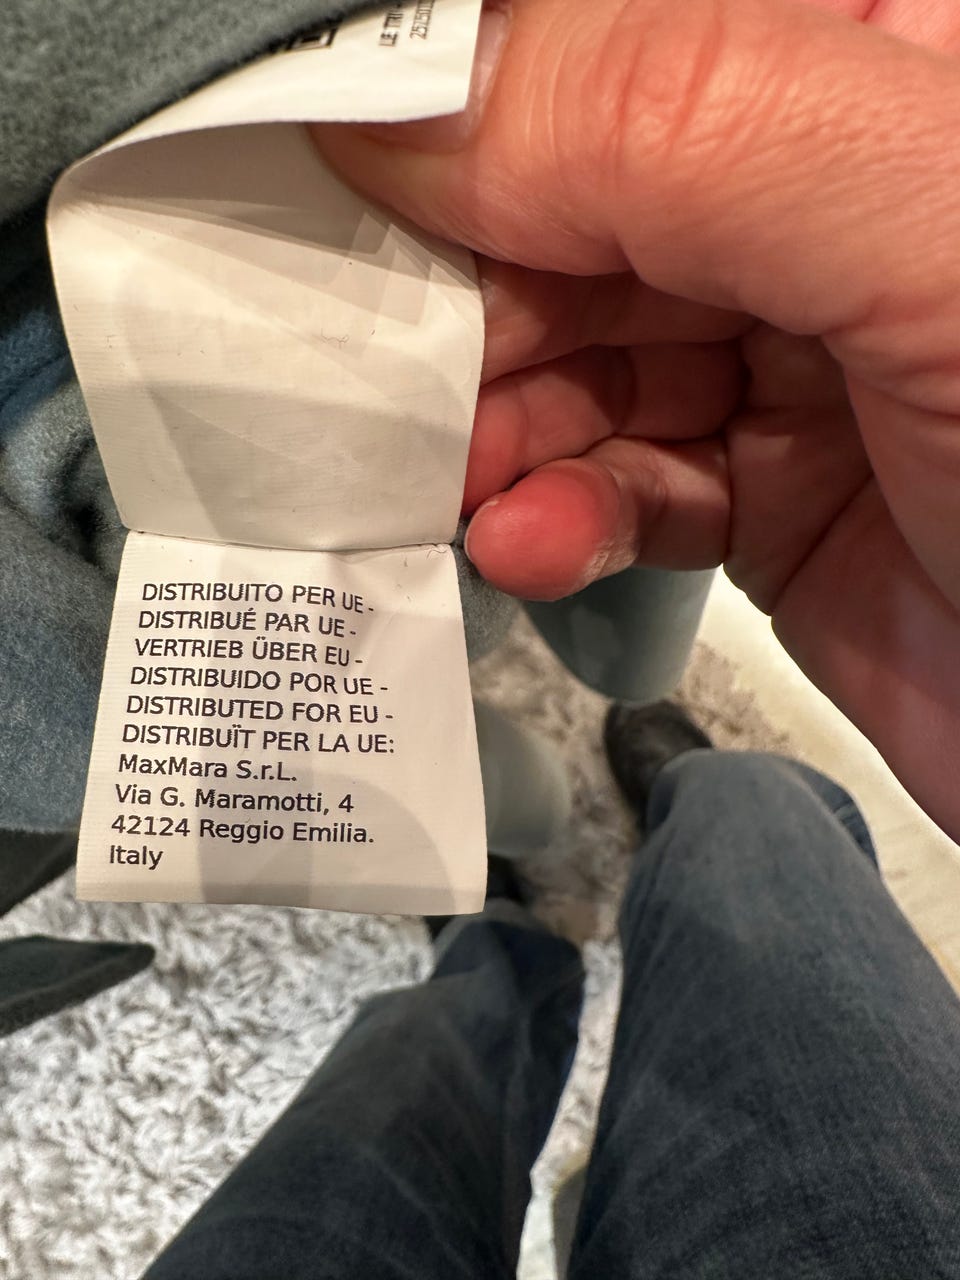 DISTRIBUITO PER UE -
DISTRIBUÉ PAR UE -
VERTRIEB ÜBER EU -
DISTRIBUIDO POR UE -
DISTRIBUTED FOR EU -
DISTRIBUÏT PER LA UE:
MaxMara S.r.L.
Via G. Maramotti, 4
42124 Reggio Emilia.
Italy